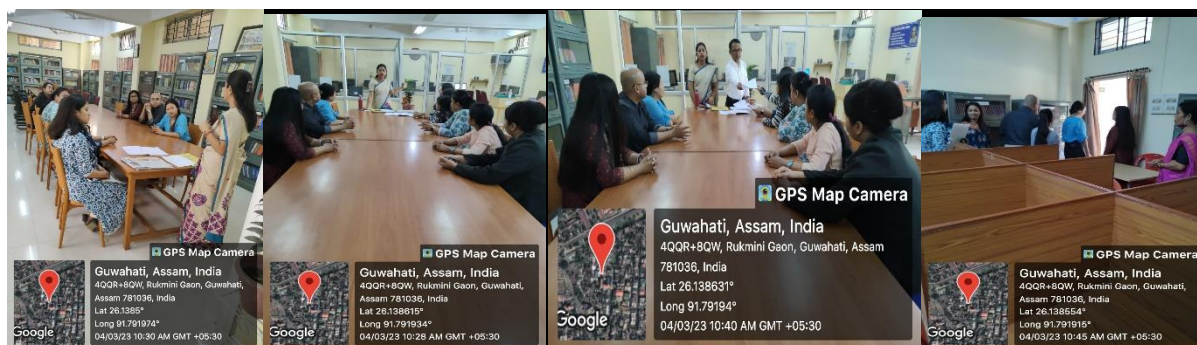 GPS Map Camera
Guwahati, Assam, India
4QQR+8QW, Rukmini Gaon, Guwahati,
Assam 781036, India
Lat 26.1385°
Long 91.791974°
04/03/23 10:30 AM GMT +05:30
Google
GPS Map Camera
Guwahati, Assam, India
4QQR+8QW, Rukmini Gaon, Guwahati,
Assam 781036, India
Lat 26.138615°
Long 91.791934°
04/03/23 10:28 AM GMT +05:30
Google
GPS Map Camera
Guwahati, Assam, India
4QQR+8QW, Rukmini Gaon, Guwahati, Assam
781036, India
Lat 26.138631°
Long 91.79194°
04/03/23 10:40 AM GMT +05:30
Google
GPS Map Camera
Guwahati, Assam, India
4QQR+8QW, Rukmini Gaon, Guwahati,
Assam 781036, India
Lat 26.138554°
Long 91.791915°
04/03/23 10:45 AM GMT +05:30
Google